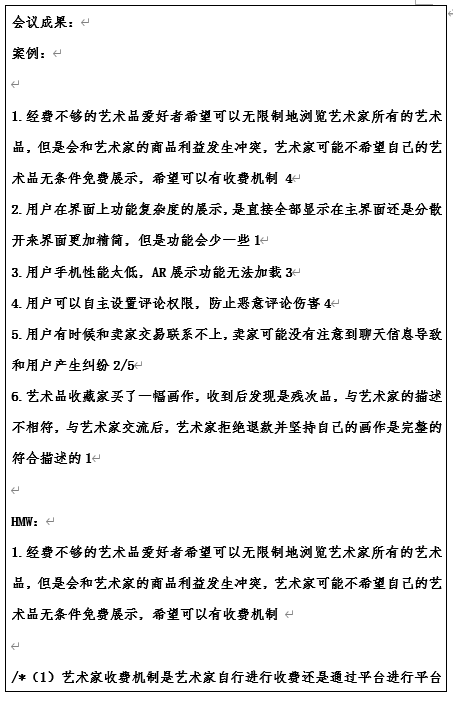 会议成果：
案例：
1.经费不够的艺术品爱好者希望可以无限制地浏览艺术家所有的艺术
品，但是会和艺术家的商品利益发生冲突，艺术家可能不希望自己的艺
术品无条件免费展示，希望可以有收费机制 4
2.用户在界面上功能复杂度的展示，是直接全部显示在主界面还是分散
开来界面更加精简，但是功能会少一些 1
3.用户手机性能太低，AR 展示功能无法加载 3
4.用户可以自主设置评论权限，防止恶意评论伤害 4
5.用户有时候和卖家交易联系不上，卖家可能没有注意到聊天信息导致
和用户产生纠纷 2/5
6.艺术品收藏家买了一幅画作，收到后发现是残次品，与艺术家的描述
不相符，与艺术家交流后，艺术家拒绝退款并坚持自己的画作是完整的
符合描述的 1
HMW：
1.经费不够的艺术品爱好者希望可以无限制地浏览艺术家所有的艺术
品，但是会和艺术家的商品利益发生冲突，艺术家可能不希望自己的艺
术品无条件免费展示，希望可以有收费机制
/*（1）艺术家收费机制是艺术家自行进行收费还是通过平台进行平台